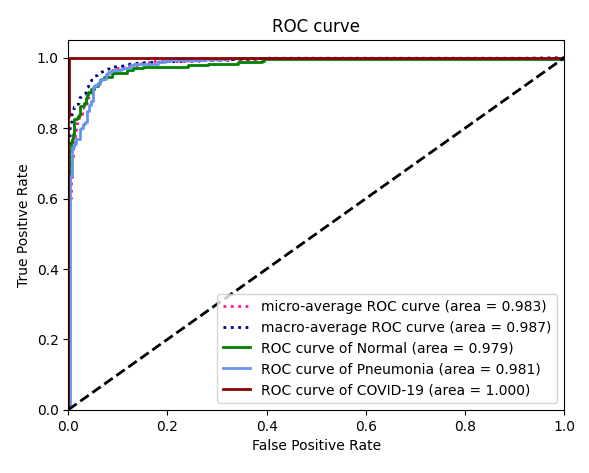 ROC curve
True Positive Rate
1.0
0.8
0.6
0.4
0.2
0.0
micro-average ROC curve (area = 0.983)
macro-average ROC curve (area = 0.987)
ROC curve of Normal (area = 0.979)
ROC curve of Pneumonia (area = 0.981)
ROC curve of COVID-19 (area = 1.000)
0.0 0.2 0.4 0.6 0.8 1.0
False Positive Rate